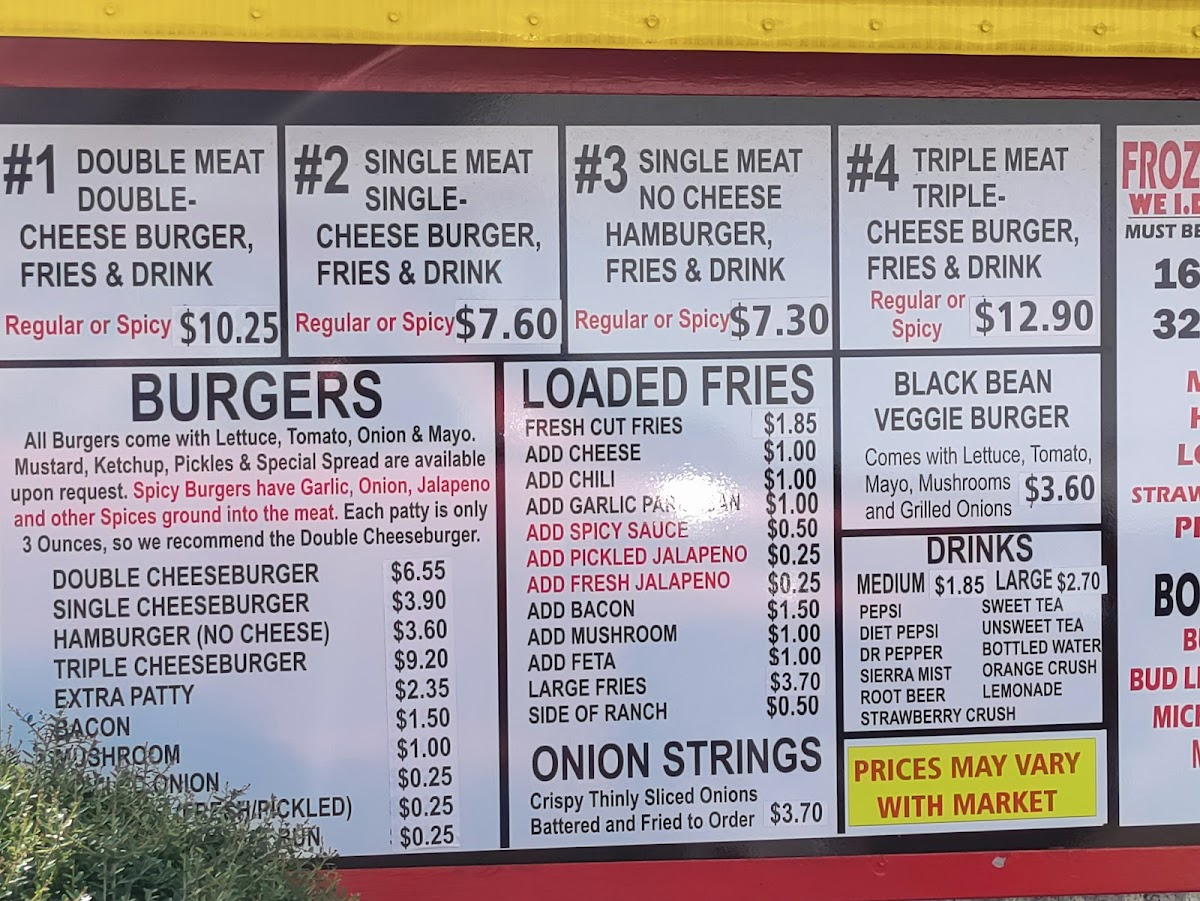 #1 DOUBLE MEAT
DOUBLE-
CHEESE BURGER,
FRIES & DRINK
Regular or Spicy $10.25
#2 SINGLE MEAT
SINGLE-
CHEESE BURGER,
FRIES & DRINK
Regular or Spicy $7.60
#3 SINGLE MEAT
NO CHEESE
HAMBURGER,
FRIES & DRINK
Regular or Spicy $7.30
#4 TRIPLE MEAT
TRIPLE-
CHEESE BURGER,
FRIES & DRINK
Regular or
Spicy $12.90
BURGERS
All Burgers come with Lettuce, Tomato, Onion & Mayo.
Mustard, Ketchup, Pickles & Special Spread are available
upon request. Spicy Burgers have Garlic, Onion, Jalapeno
and other Spices ground into the meat. Each patty is only
3 Ounces, so we recommend the Double Cheeseburger.
DOUBLE CHEESEBURGER $6.55
SINGLE CHEESEBURGER $3.90
HAMBURGER (NO CHEESE) $3.60
TRIPLE CHEESEBURGER $9.20
EXTRA PATTY $2.35
BACON $1.50
MUSHROOM $1.00
ONION $0.25
(FRESH/PICKLED) $0.25
BUN $0.25
LOADED FRIES
FRESH CUT FRIES $1.85
ADD CHEESE $1.00
ADD CHILI $1.00
ADD GARLIC $1.00
ADD SPICY SAUCE $0.50
ADD PICKLED JALAPENO $0.25
ADD FRESH JALAPENO $0.25
ADD BACON $1.50
ADD MUSHROOM $1.00
ADD FETA $1.00
LARGE FRIES $3.70
SIDE OF RANCH $0.50
ONION STRINGS
Crispy Thinly Sliced Onions
Battered and Fried to Order $3.70
BLACK BEAN
VEGGIE BURGER
Comes with Lettuce, Tomato,
Mayo, Mushrooms
and Grilled Onions $3.60
DRINKS
MEDIUM $1.85 LARGE $2.70
PEPSI
DIET PEPSI
DR PEPPER
SIERRA MIST
ROOT BEER
STRAWBERRY CRUSH
SWEET TEA
UNSWEET TEA
BOTTLED WATER
ORANGE CRUSH
LEMONADE
PRICES MAY VARY
WITH MARKET
WE
MUST
16
32
BUD